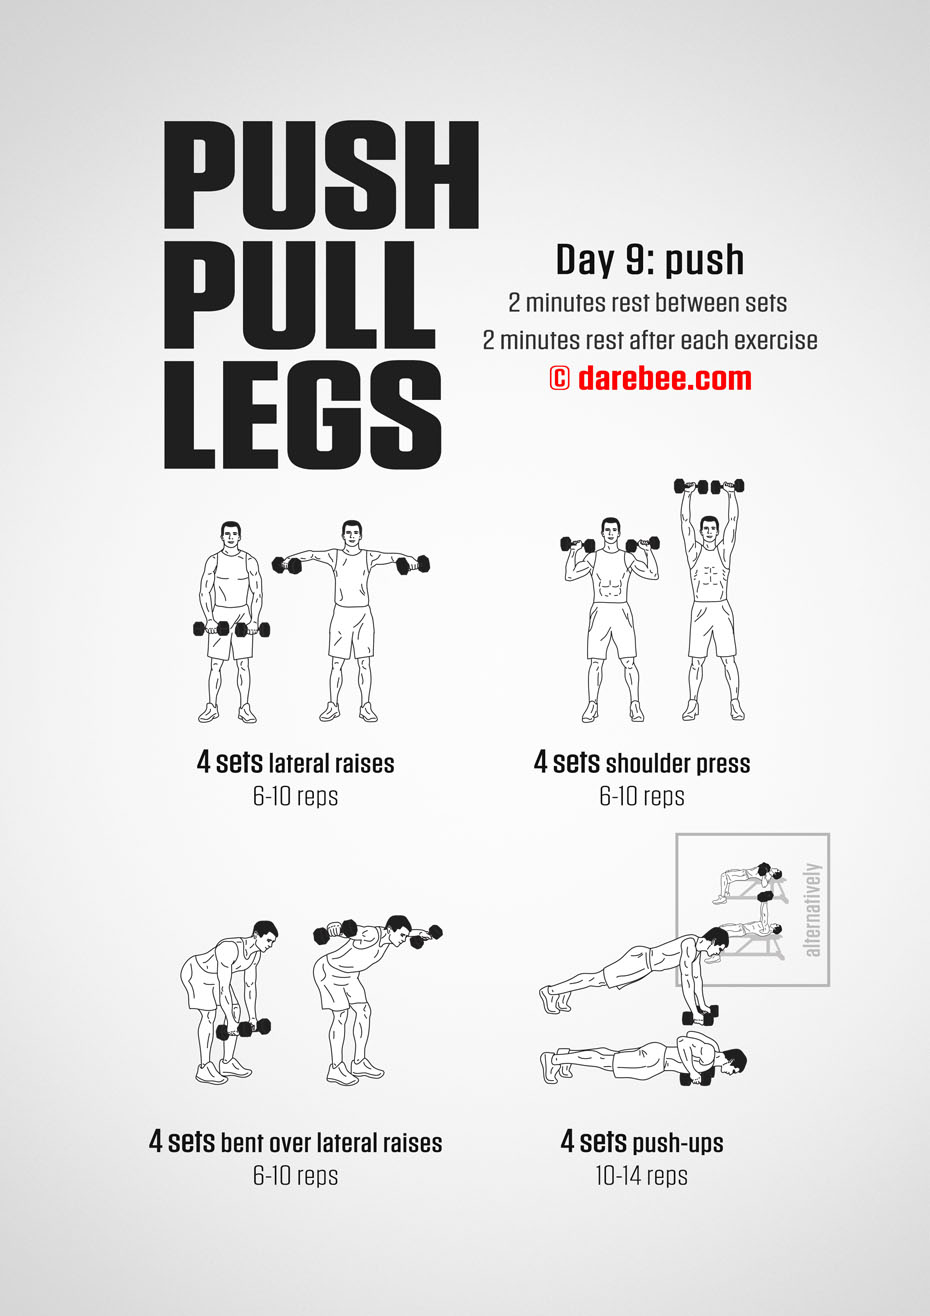 PUSH
PULL
LEGS
Day 9: push
2 minutes rest between sets
2 minutes rest after each exercise
© darebee.com
4 sets lateral raises
6-10 reps
4 sets shoulder press
6-10 reps
4 sets bent over lateral raises
6-10 reps
alternatively
4 sets push-ups
10-14 reps